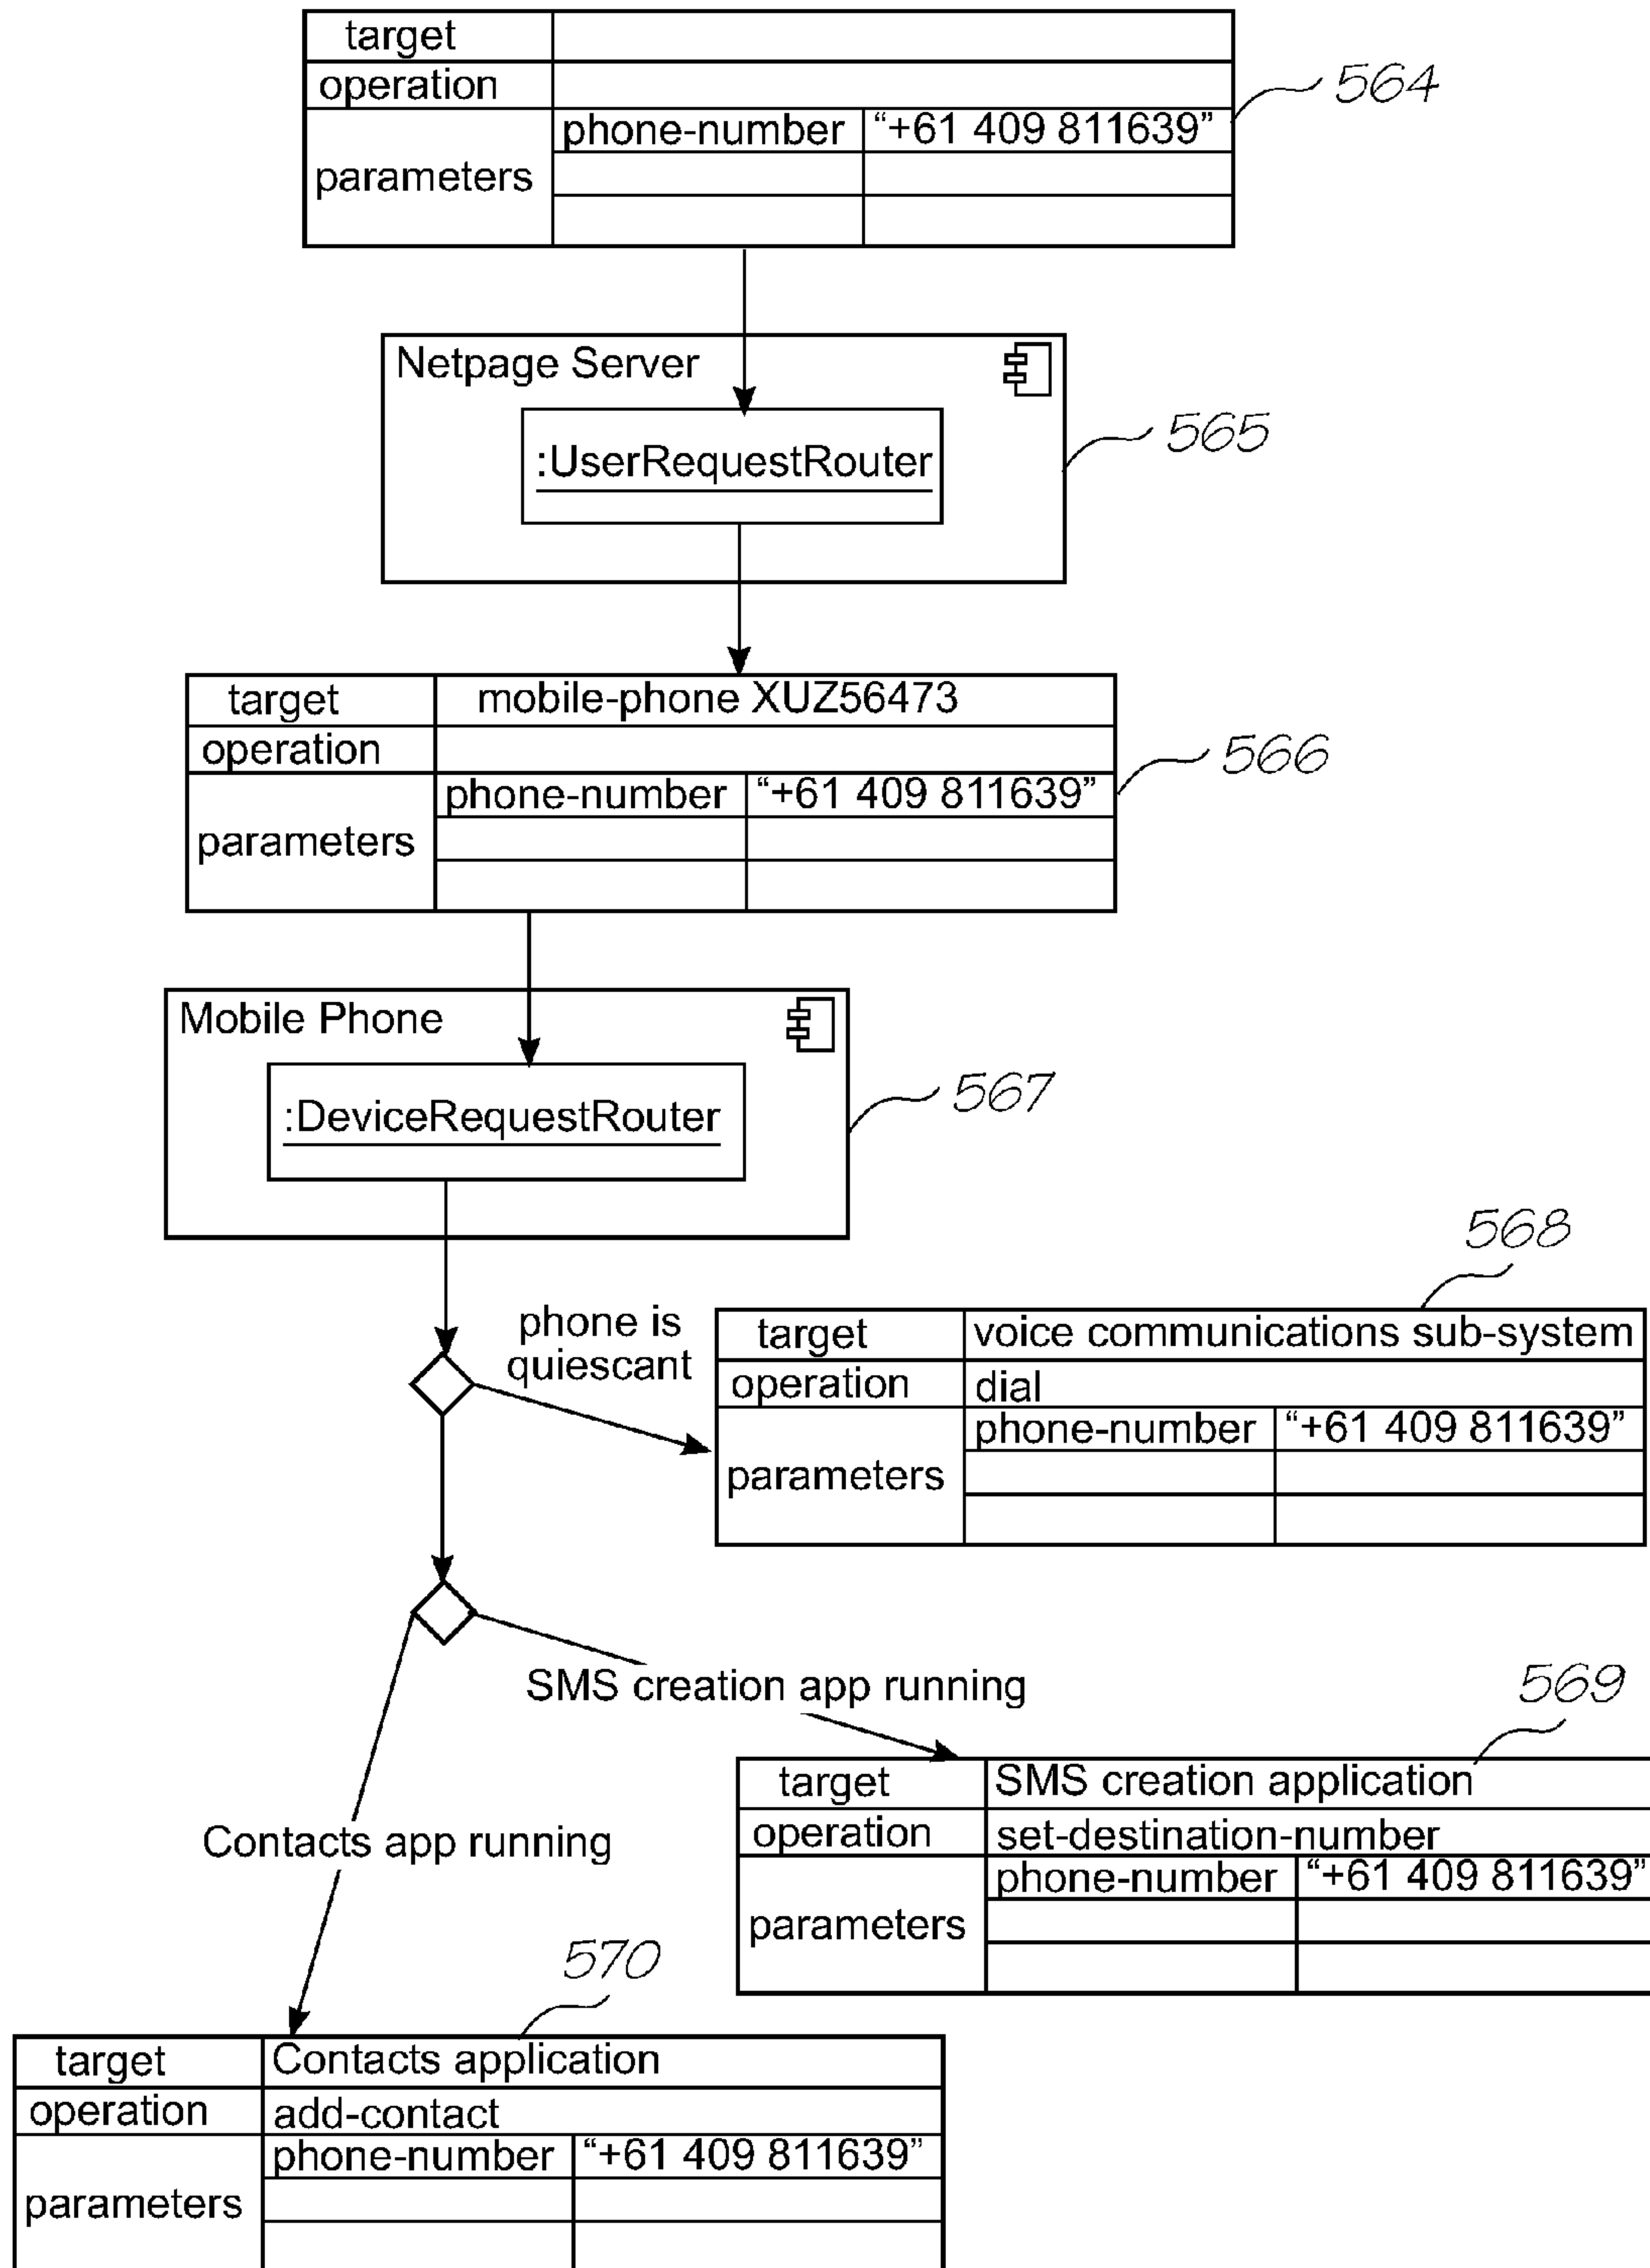 target
operation
parameters
phone-number “+61 409 811639”
564
Netpage Server
:UserRequestRouter
565
target mobile-phone XUZ56473
operation
parameters
phone-number “+61 409 811639”
566
Mobile Phone
:DeviceRequestRouter
567
phone is
quiescant
568
target voice communications sub-system
operation dial
parameters
phone-number “+61 409 811639”
SMS creation app running
569
target SMS creation application
operation set-destination-number
parameters
phone-number “+61 409 811639”
Contacts app running
570
target Contacts application
operation add-contact
parameters
phone-number “+61 409 811639”